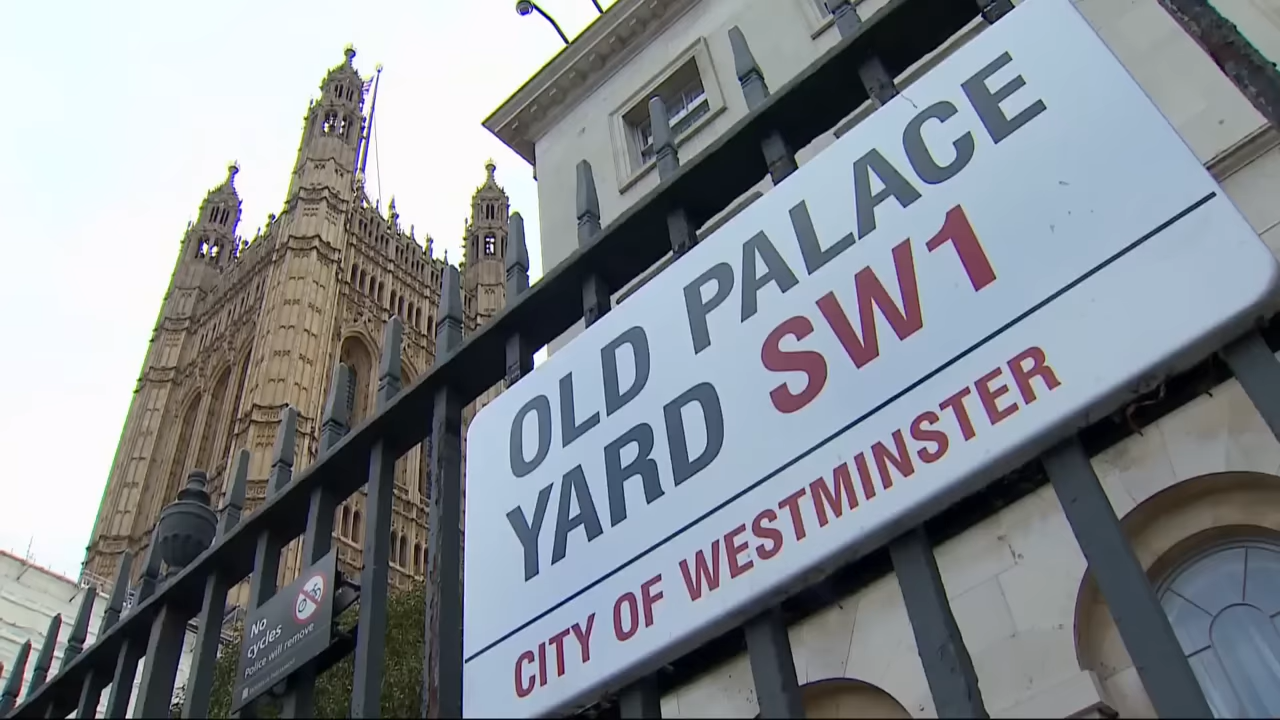 OLD PALACE
YARD SW1
CITY OF WESTMINSTER
No
cycles
Police will remove